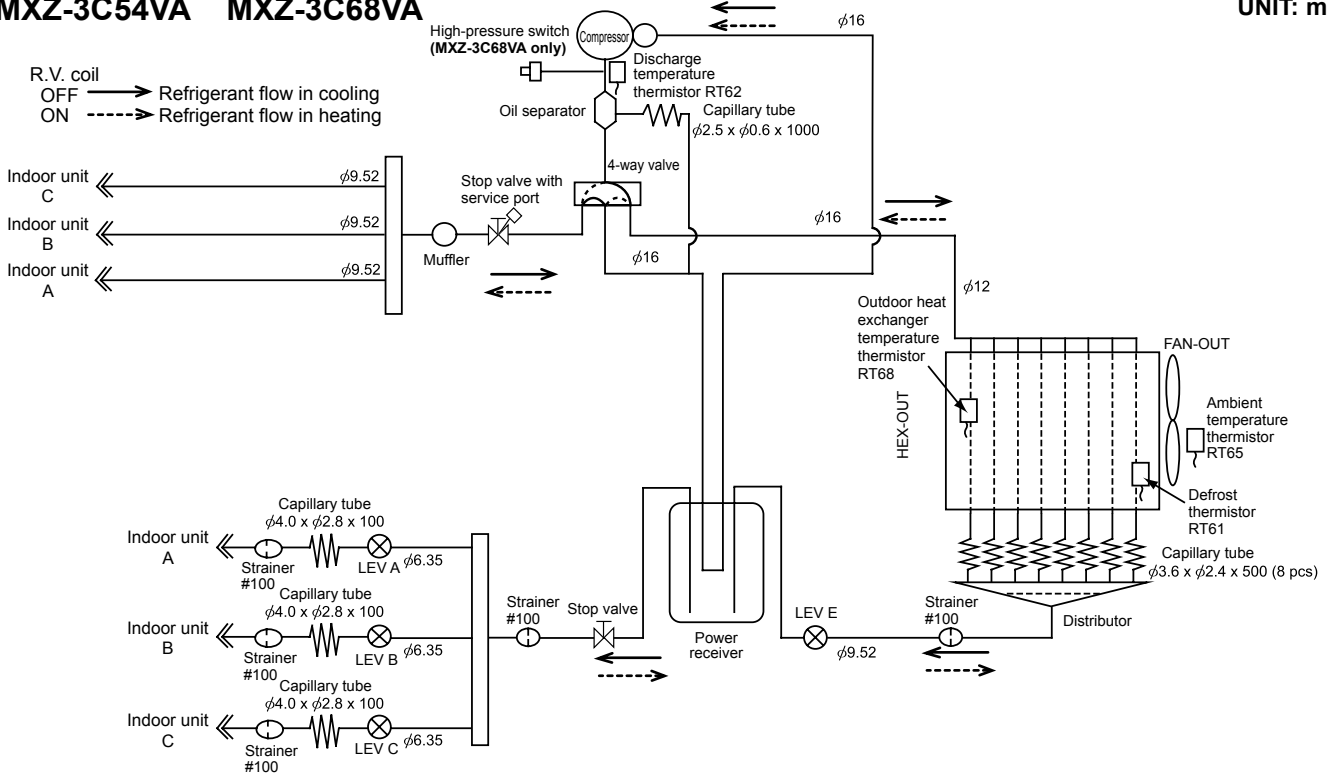 MXZ-3C54VA MXZ-3C68VA
UNIT: m
R.V. coil
OFF Refrigerant flow in cooling
ON Refrigerant flow in heating
High-pressure switch
(MXZ-3C68VA only)
Compressor
ϕ16
Discharge
temperature
thermistor RT62
Oil separator
Capillary tube
ϕ2.5 x ϕ0.6 x 1000
4-way valve
Indoor unit
C
ϕ9.52
Indoor unit
B
ϕ9.52
Indoor unit
A
ϕ9.52
Muffler
Stop valve with
service port
ϕ16
ϕ16
ϕ12
Outdoor heat
exchanger
temperature
thermistor
RT68
HEX-OUT
FAN-OUT
Ambient
temperature
thermistor
RT65
Defrost
thermistor
RT61
Capillary tube
ϕ3.6 x ϕ2.4 x 500 (8 pcs)
Distributor
Strainer
#100
ϕ9.52
LEV E
Power
receiver
Stop valve
Strainer
#100
Indoor unit
A
Capillary tube
ϕ4.0 x ϕ2.8 x 100
Strainer
#100
LEV A
ϕ6.35
Indoor unit
B
Capillary tube
ϕ4.0 x ϕ2.8 x 100
Strainer
#100
LEV B
ϕ6.35
Indoor unit
C
Capillary tube
ϕ4.0 x ϕ2.8 x 100
Strainer
#100
LEV C
ϕ6.35